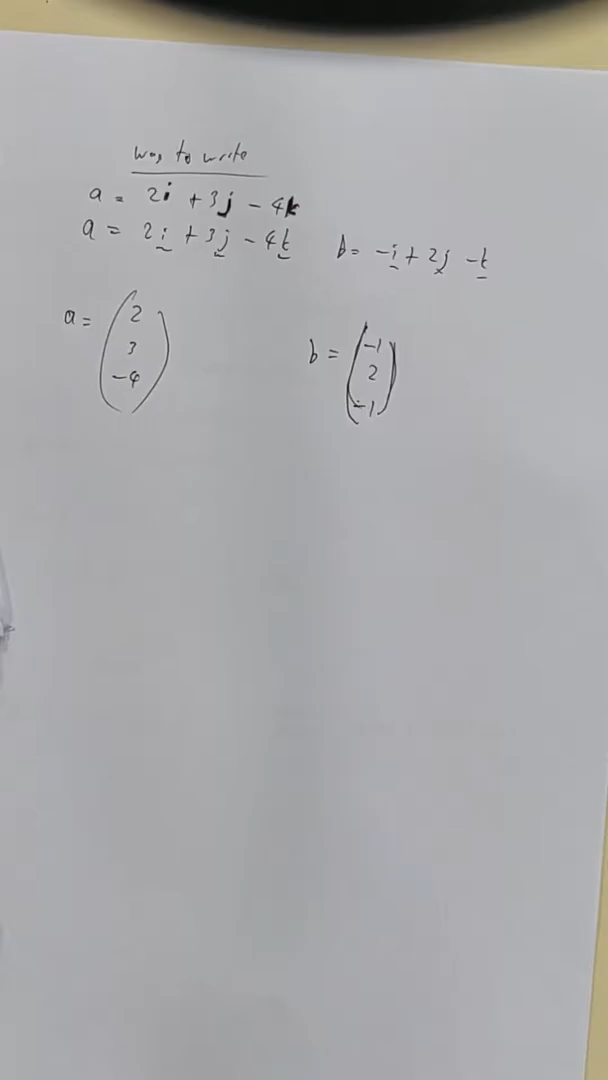 way to write
a = 2i + 3j - 4k
a = 2i + 3j - 4k
b = -i + 2j - k
a = (2
3
-4)
b = (-1
2
-1)